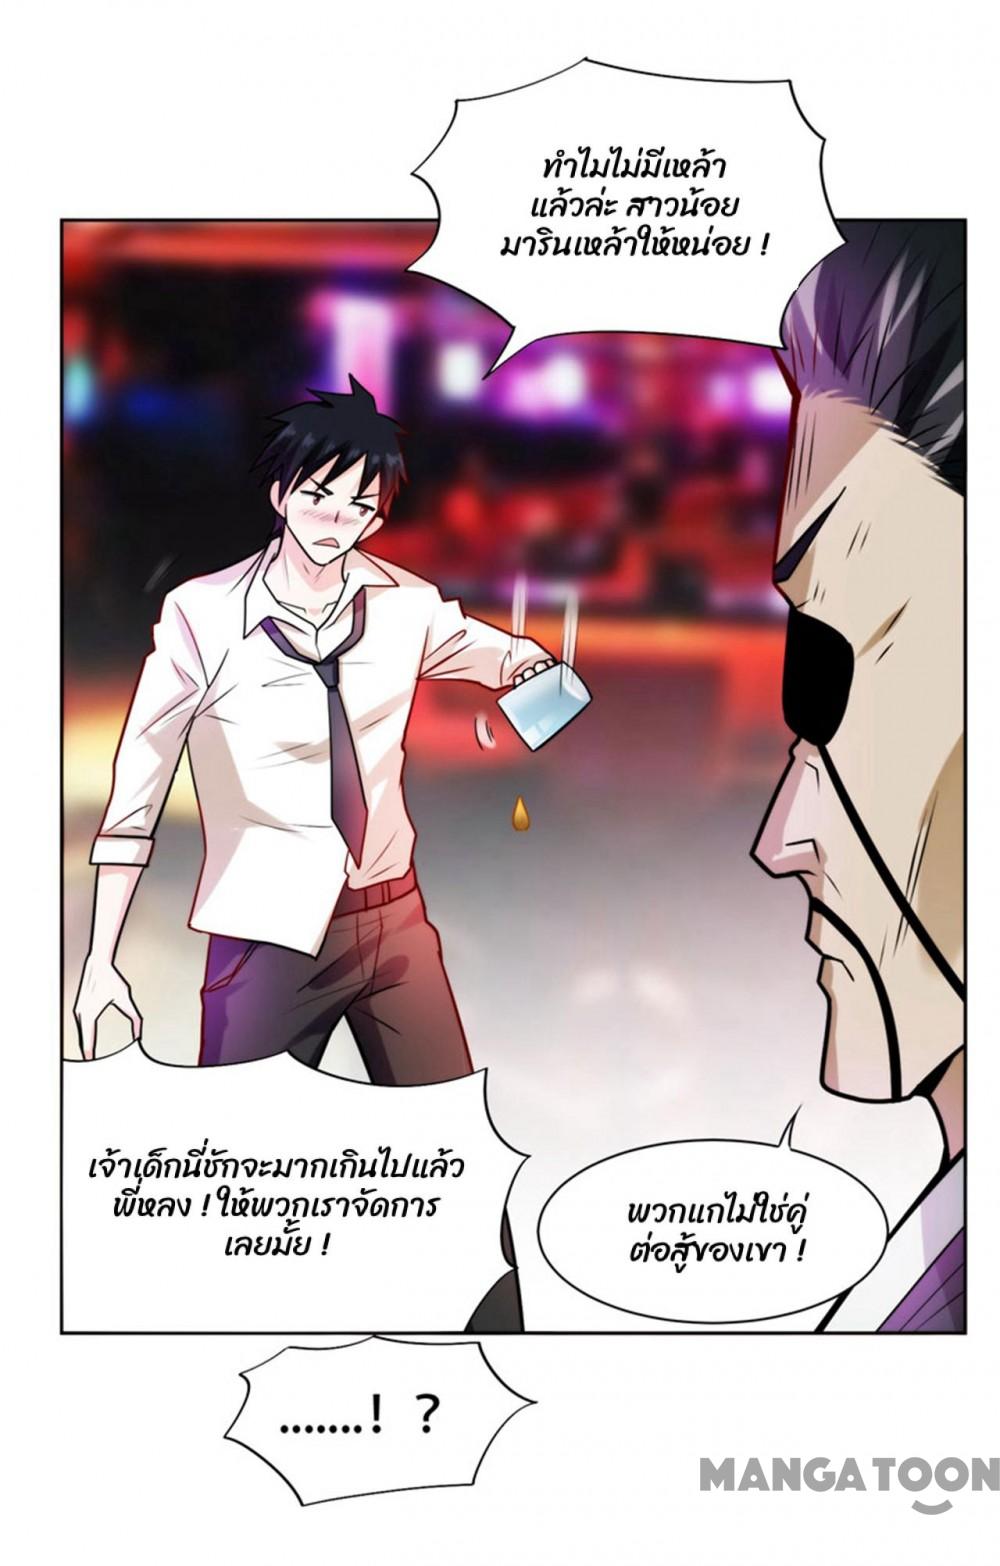 ทำไมไม่มีเหล้า
แล้วล่ะ สาวน้อย
มารินเหล้าให้หน่อย !
เจ้าเด็กนี่ชักจะมากเกินไปแล้ว
พี่หลง ! ให้พวกเราจัดการ
เลยมั้ย !
พวกแกไม่ใช่คู่
ต่อสู้ของเขา !
.......! ?
MANGATOON